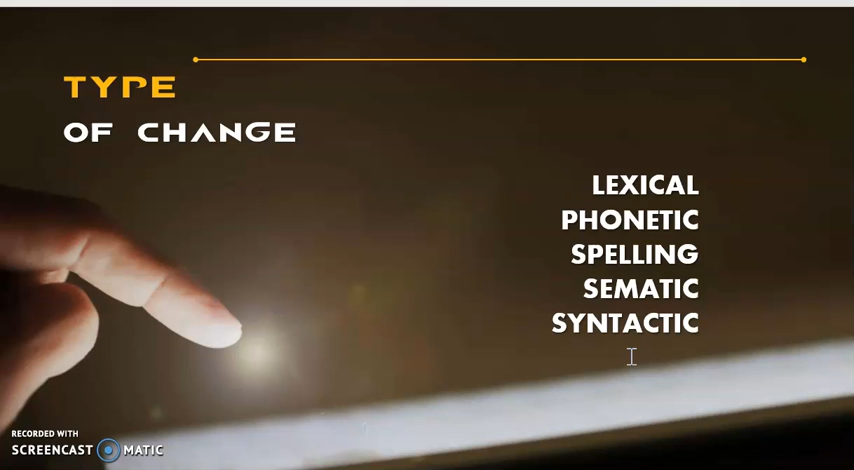 TYPE
OF CHANGE
LEXICAL
PHONETIC
SPELLING
SEMATIC
SYNTACTIC
RECORDED WITH
SCREENCAST MATIC